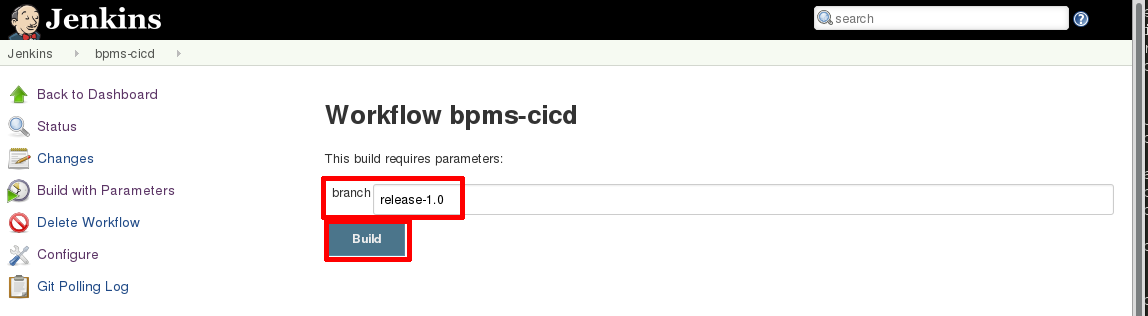 Jenkins
search
Jenkins bpms-cicd
Back to Dashboard
Status
Changes
Build with Parameters
Delete Workflow
Configure
Git Polling Log
Workflow bpms-cicd
This build requires parameters:
branch release-1.0
Build